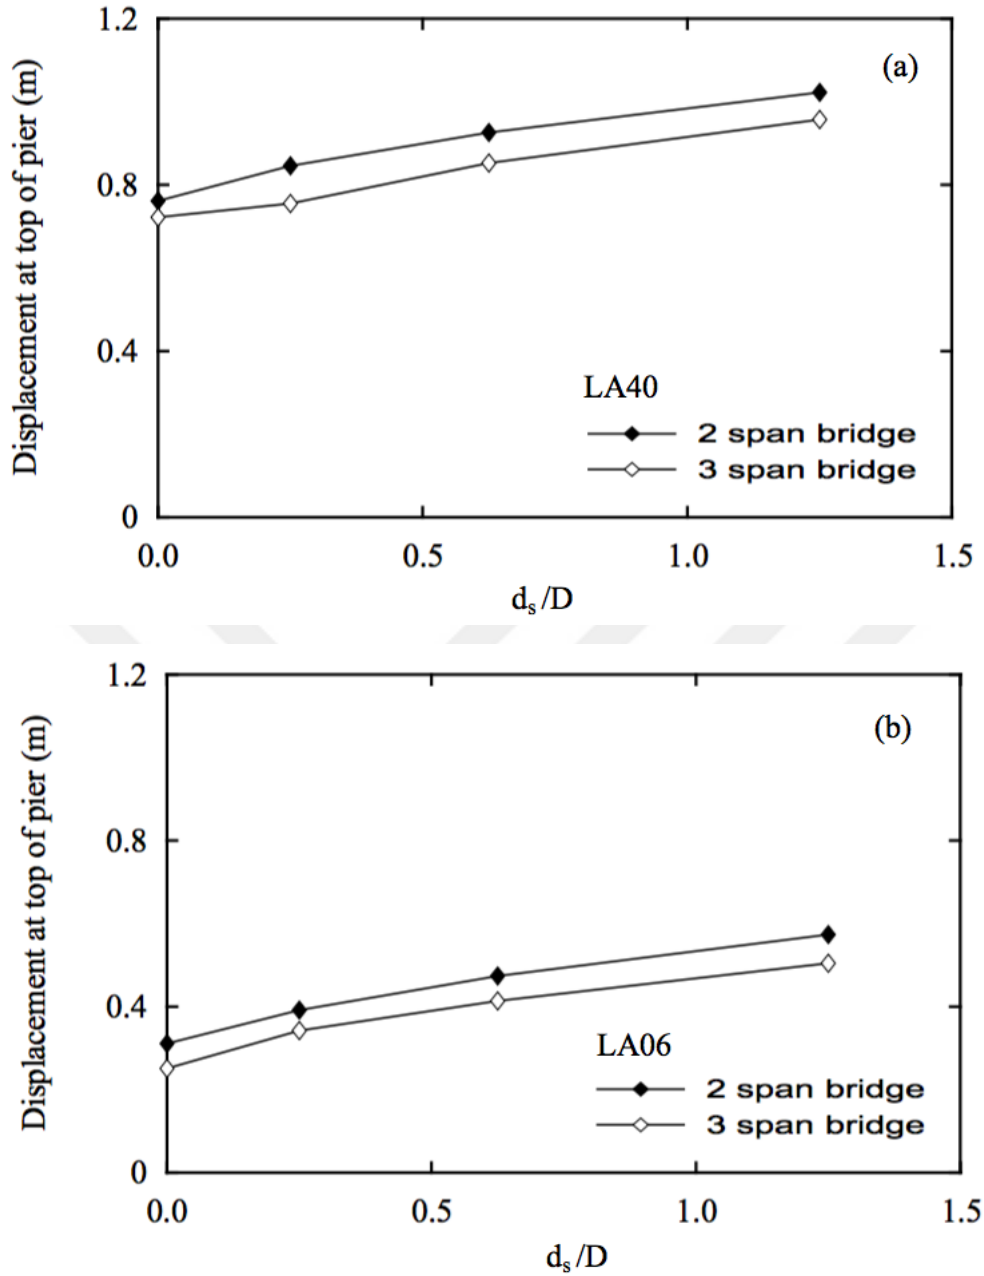 1.2
(a)
0.8
0.4
0
Displacement at top of pier (m)
LA40
2 span bridge
3 span bridge
0.0 0.5 1.0 1.5
ds /D
1.2
(b)
0.8
0.4
0
Displacement at top of pier (m)
LA06
2 span bridge
3 span bridge
0.0 0.5 1.0 1.5
ds /D